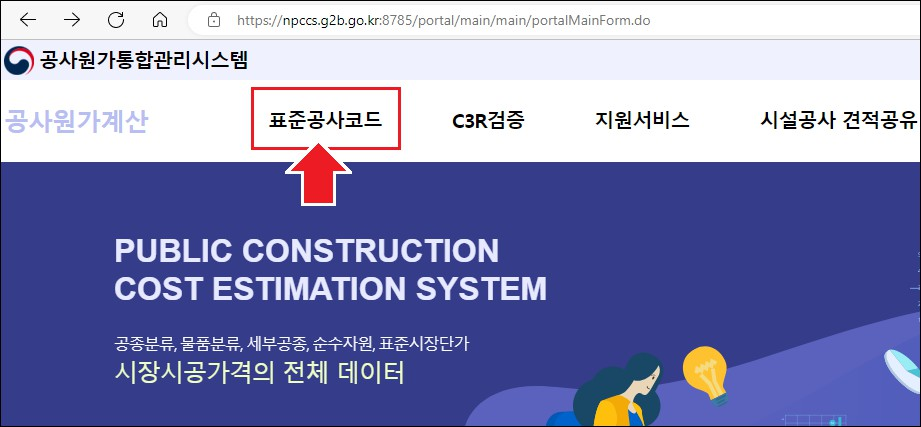 https://npccs.g2b.go.kr:8785/portal/main/main/portalMainForm.do
공사원가통합관리시스템
공사원가계산 표준공사코드 C3R검증 지원서비스 시설공사 견적공유
PUBLIC CONSTRUCTION
COST ESTIMATION SYSTEM
공종분류, 물품분류, 세부공종, 순수자원, 표준시장단가
시장시공가격의 전체 데이터